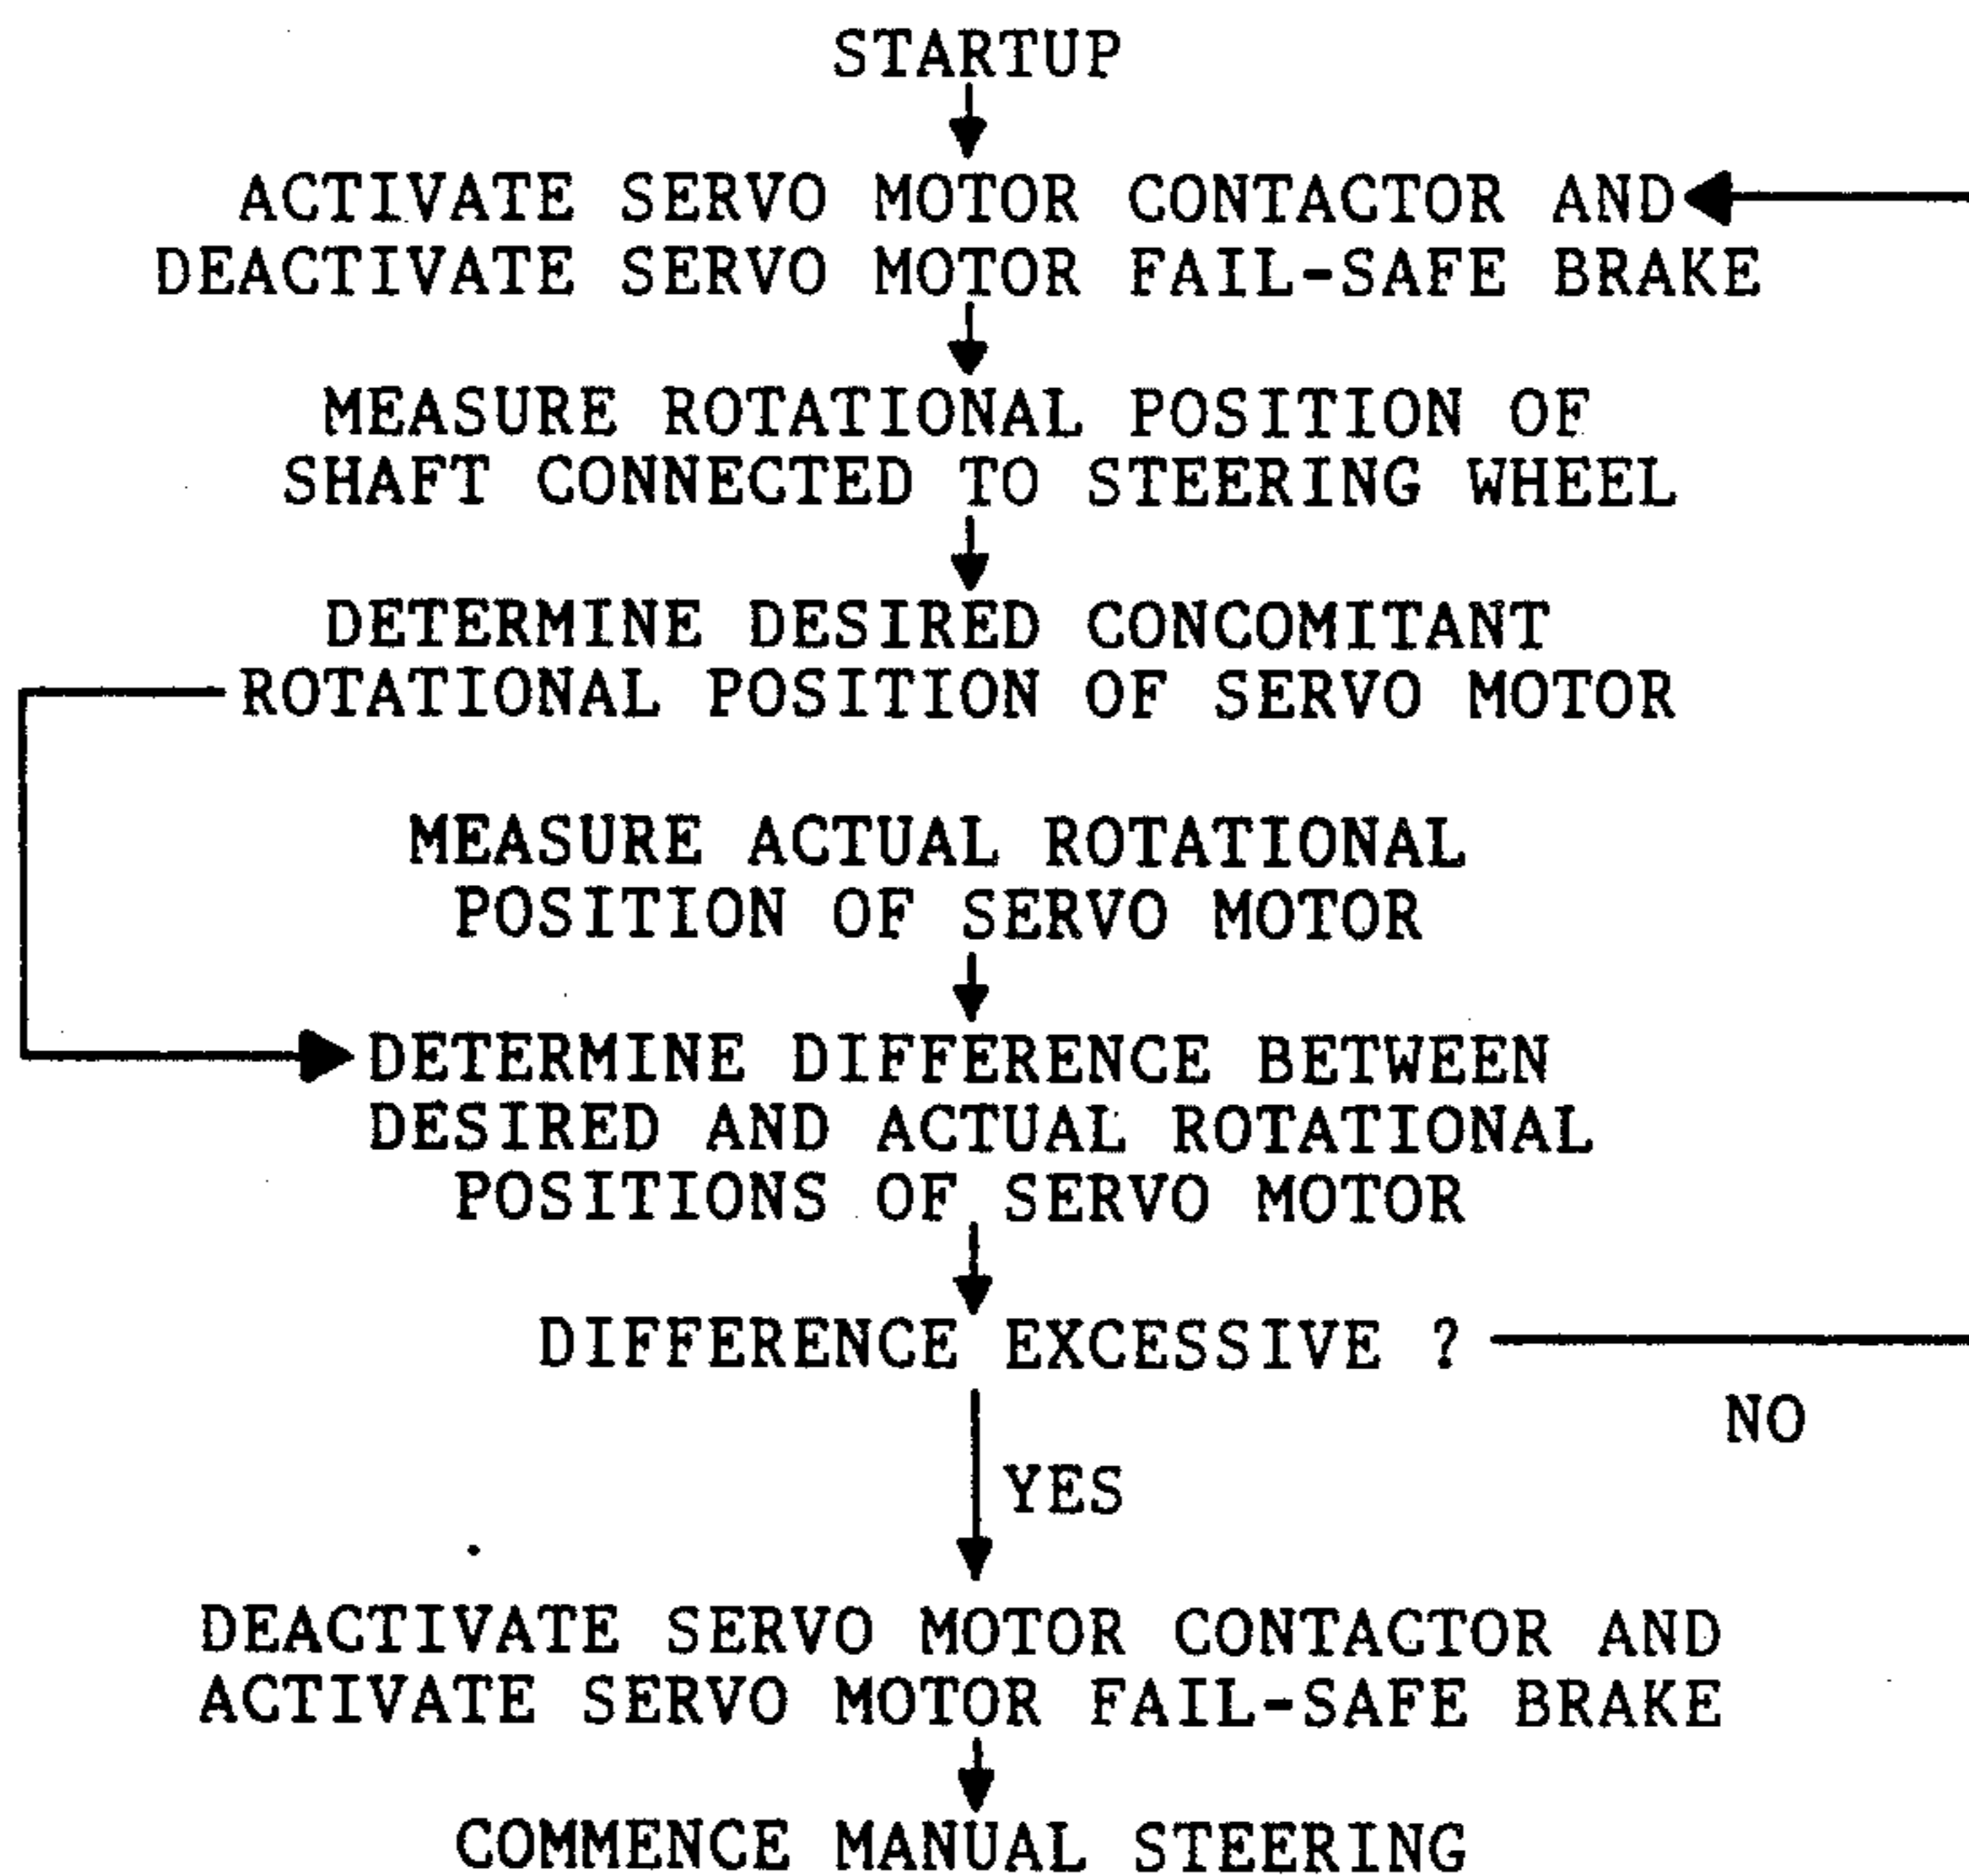 STARTUP
ACTIVATE SERVO MOTOR CONTACTOR AND
DEACTIVATE SERVO MOTOR FAIL-SAFE BRAKE
MEASURE ROTATIONAL POSITION OF
SHAFT CONNECTED TO STEERING WHEEL
DETERMINE DESIRED CONCOMITANT
ROTATIONAL POSITION OF SERVO MOTOR
MEASURE ACTUAL ROTATIONAL
POSITION OF SERVO MOTOR
DETERMINE DIFFERENCE BETWEEN
DESIRED AND ACTUAL ROTATIONAL
POSITIONS OF SERVO MOTOR
DIFFERENCE EXCESSIVE ?
NO
YES
DEACTIVATE SERVO MOTOR CONTACTOR AND
ACTIVATE SERVO MOTOR FAIL-SAFE BRAKE
COMMENCE MANUAL STEERING